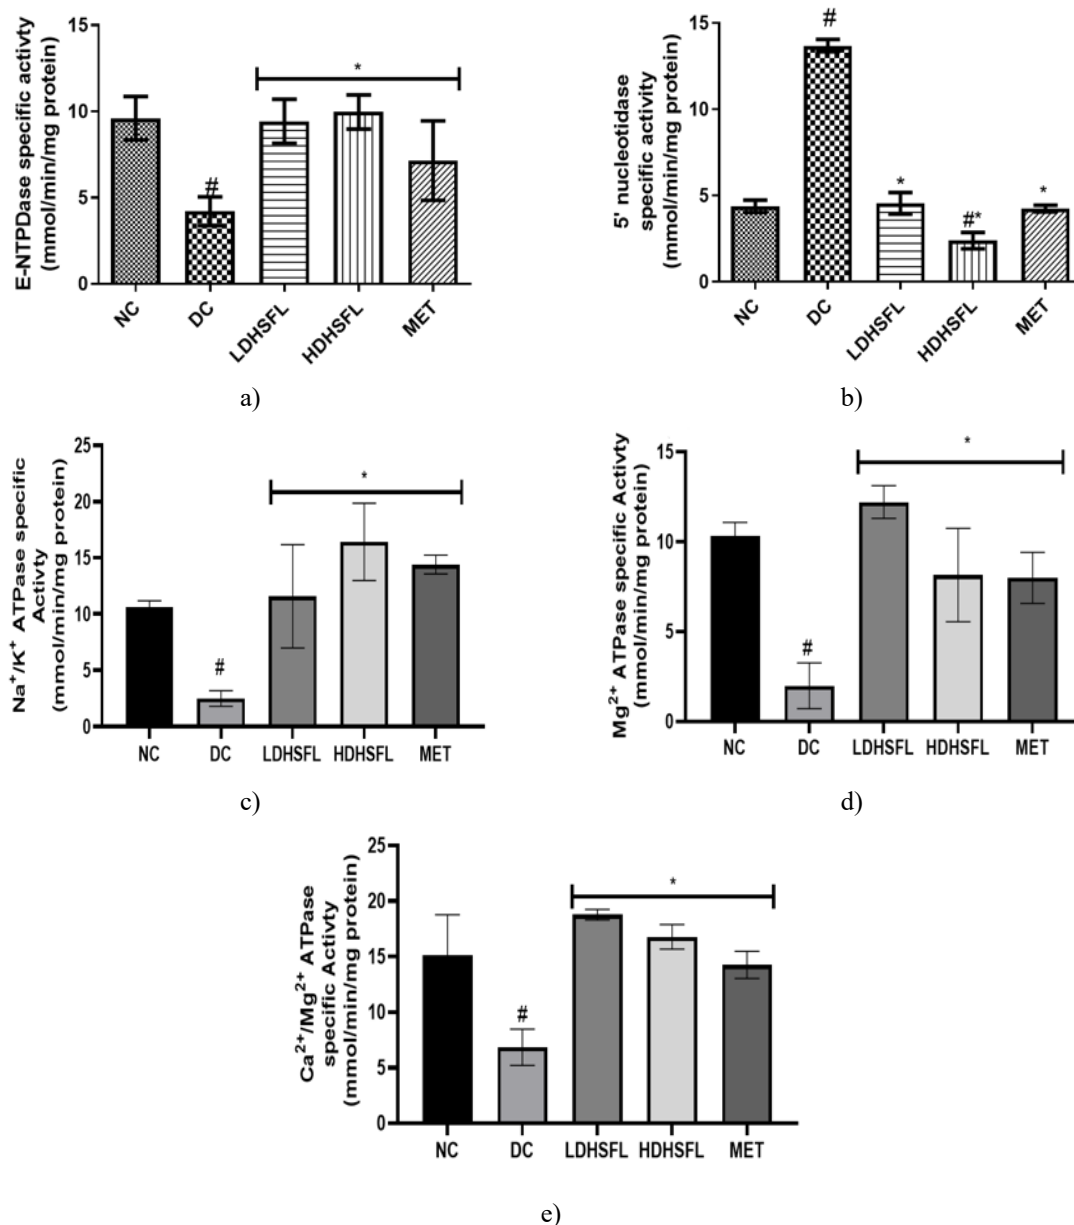 E-NTPDase specific activty
(mmol/min/mg protein)
15
10
5
0
#
*
NC
DC
LDHSFL
HDHSFL
MET
a)
5' nucleotidase
specific activity
(mmol/min/mg protein)
15
10
5
0
#
*
#*
*
NC
DC
LDHSFL
HDHSFL
MET
b)
Na⁺/K⁺ ATPase specific
Activty
(mmol/min/mg protein)
25
20
15
10
5
0
#
*
NC DC LDHSFL HDHSFL MET
c)
Mg²⁺ ATPase specific Activty
(mmol/min/mg protein)
15
10
5
0
#
*
NC DC LDHSFL HDHSFL MET
d)
Ca²⁺/Mg²⁺ ATPase
specific Activity
(mmol/min/mg protein)
25
20
15
10
5
0
#
*
NC DC LDHSFL HDHSFL MET
e)